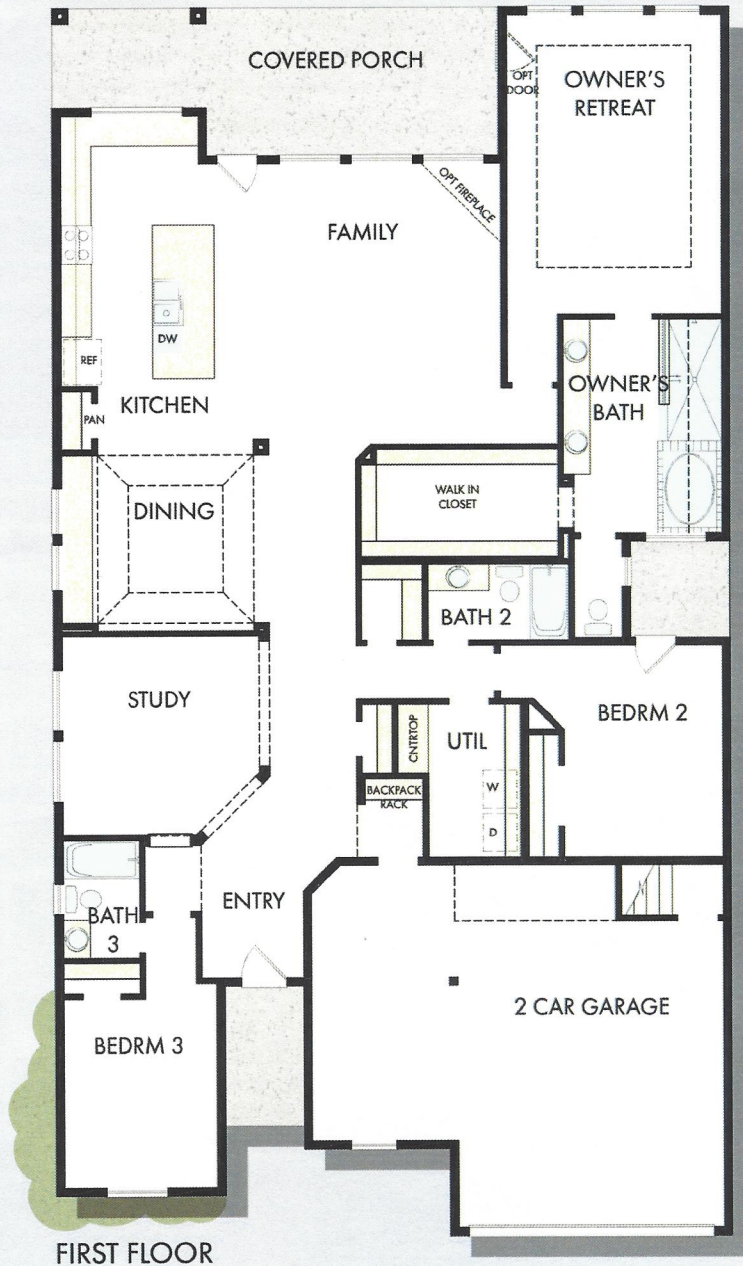 COVERED PORCH
OPT
DOOR
OWNER'S
RETREAT
OPT FIREPLACE
FAMILY
DW
REF
KITCHEN
PAN
OWNER'S
BATH
DINING
WALK IN
CLOSET
BATH 2
STUDY
BEDRM 2
CNTRTOP
UTIL
BACKPACK
RACK
W
D
BATH
3
ENTRY
2 CAR GARAGE
BEDRM 3
FIRST FLOOR